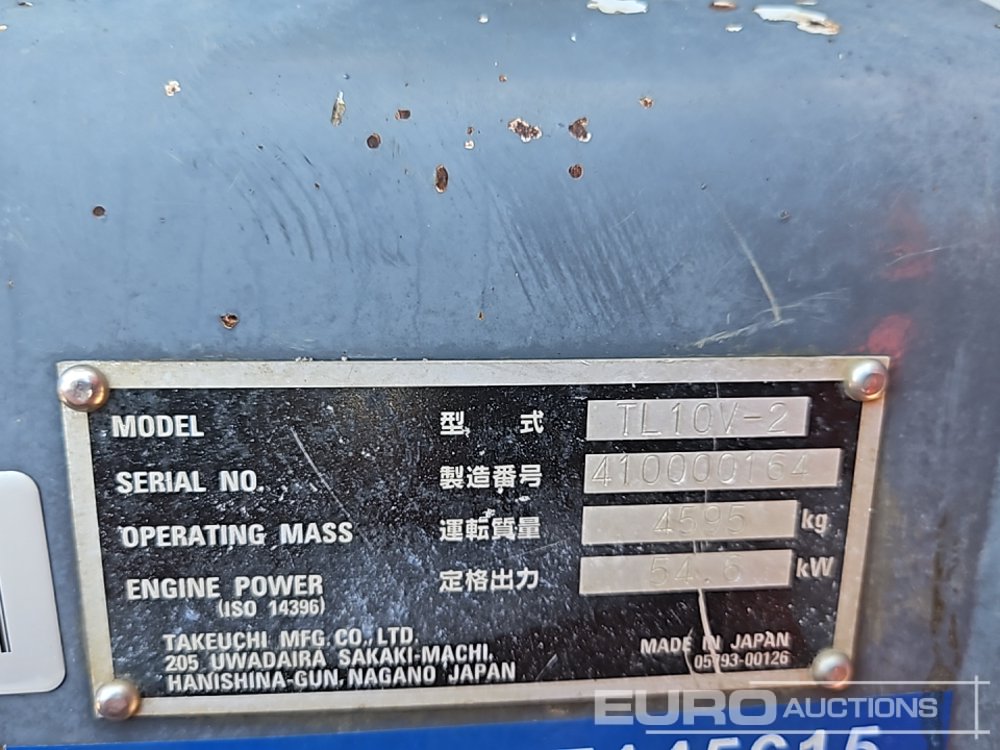 MODEL 型 式 TL10V-2
SERIAL NO. 製造番号 410000164
OPERATING MASS 運転質量 4595 kg
ENGINE POWER 定格出力 54.6 kW
(ISO 14396)
TAKEUCHI MFG. CO., LTD.
205 UWADAIRA SAKAKI-MACHI,
HANISHINA-GUN, NAGANO JAPAN
MADE IN JAPAN
05793-00126
EURO AUCTIONS